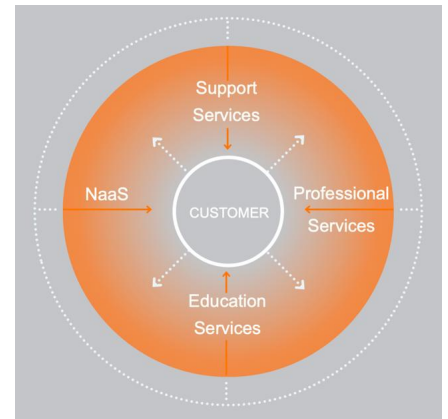 Support
Services
NaaS
CUSTOMER
Professional
Services
Education
Services